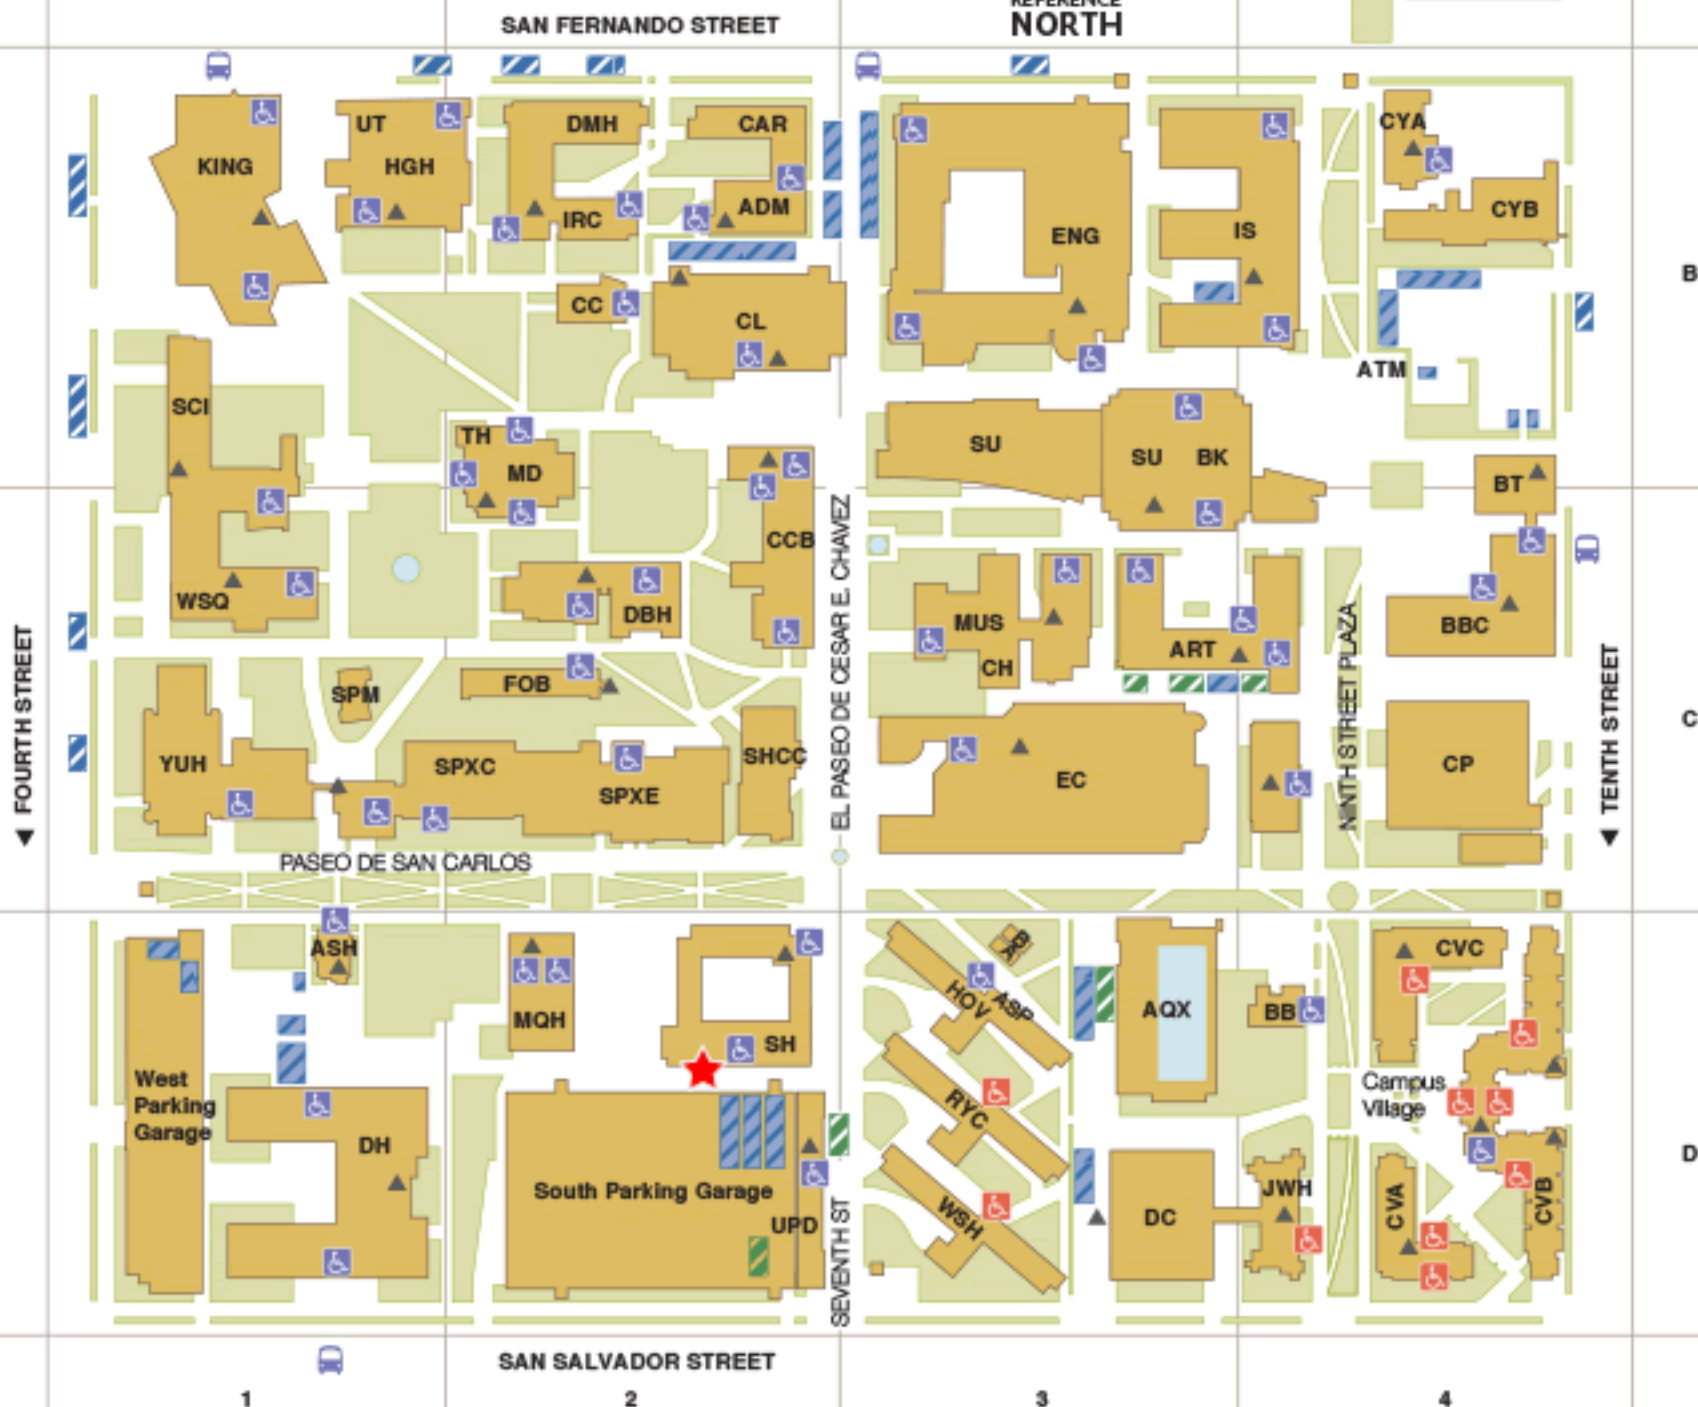 REFERENCE
SAN FERNANDO STREET
NORTH
UT
DMH
CAR
CYA
KING
HGH
IRC
ADM
ENG
IS
CYB
B
CC
CL
ATM
SCI
TH
MD
SU
SU
BK
BT
CCB
WSQ
DBH
MUS
CH
ART
BBC
EL PASEO DE CESAR E. CHAVEZ
NINTH STREET PLAZA
FOURTH STREET
TENTH STREET
SPM
FOB
C
YUH
SPXC
SPXE
SHCC
EC
CP
PASEO DE SAN CARLOS
ASH
MQH
SH
B
A
HOV
ASP
AQX
BB
CVC
West
Parking
Garage
DH
RYC
Campus
Village
D
South Parking Garage
UPD
SEVENTH ST
WSH
DC
JWH
CVA
CVB
SAN SALVADOR STREET
1
2
3
4